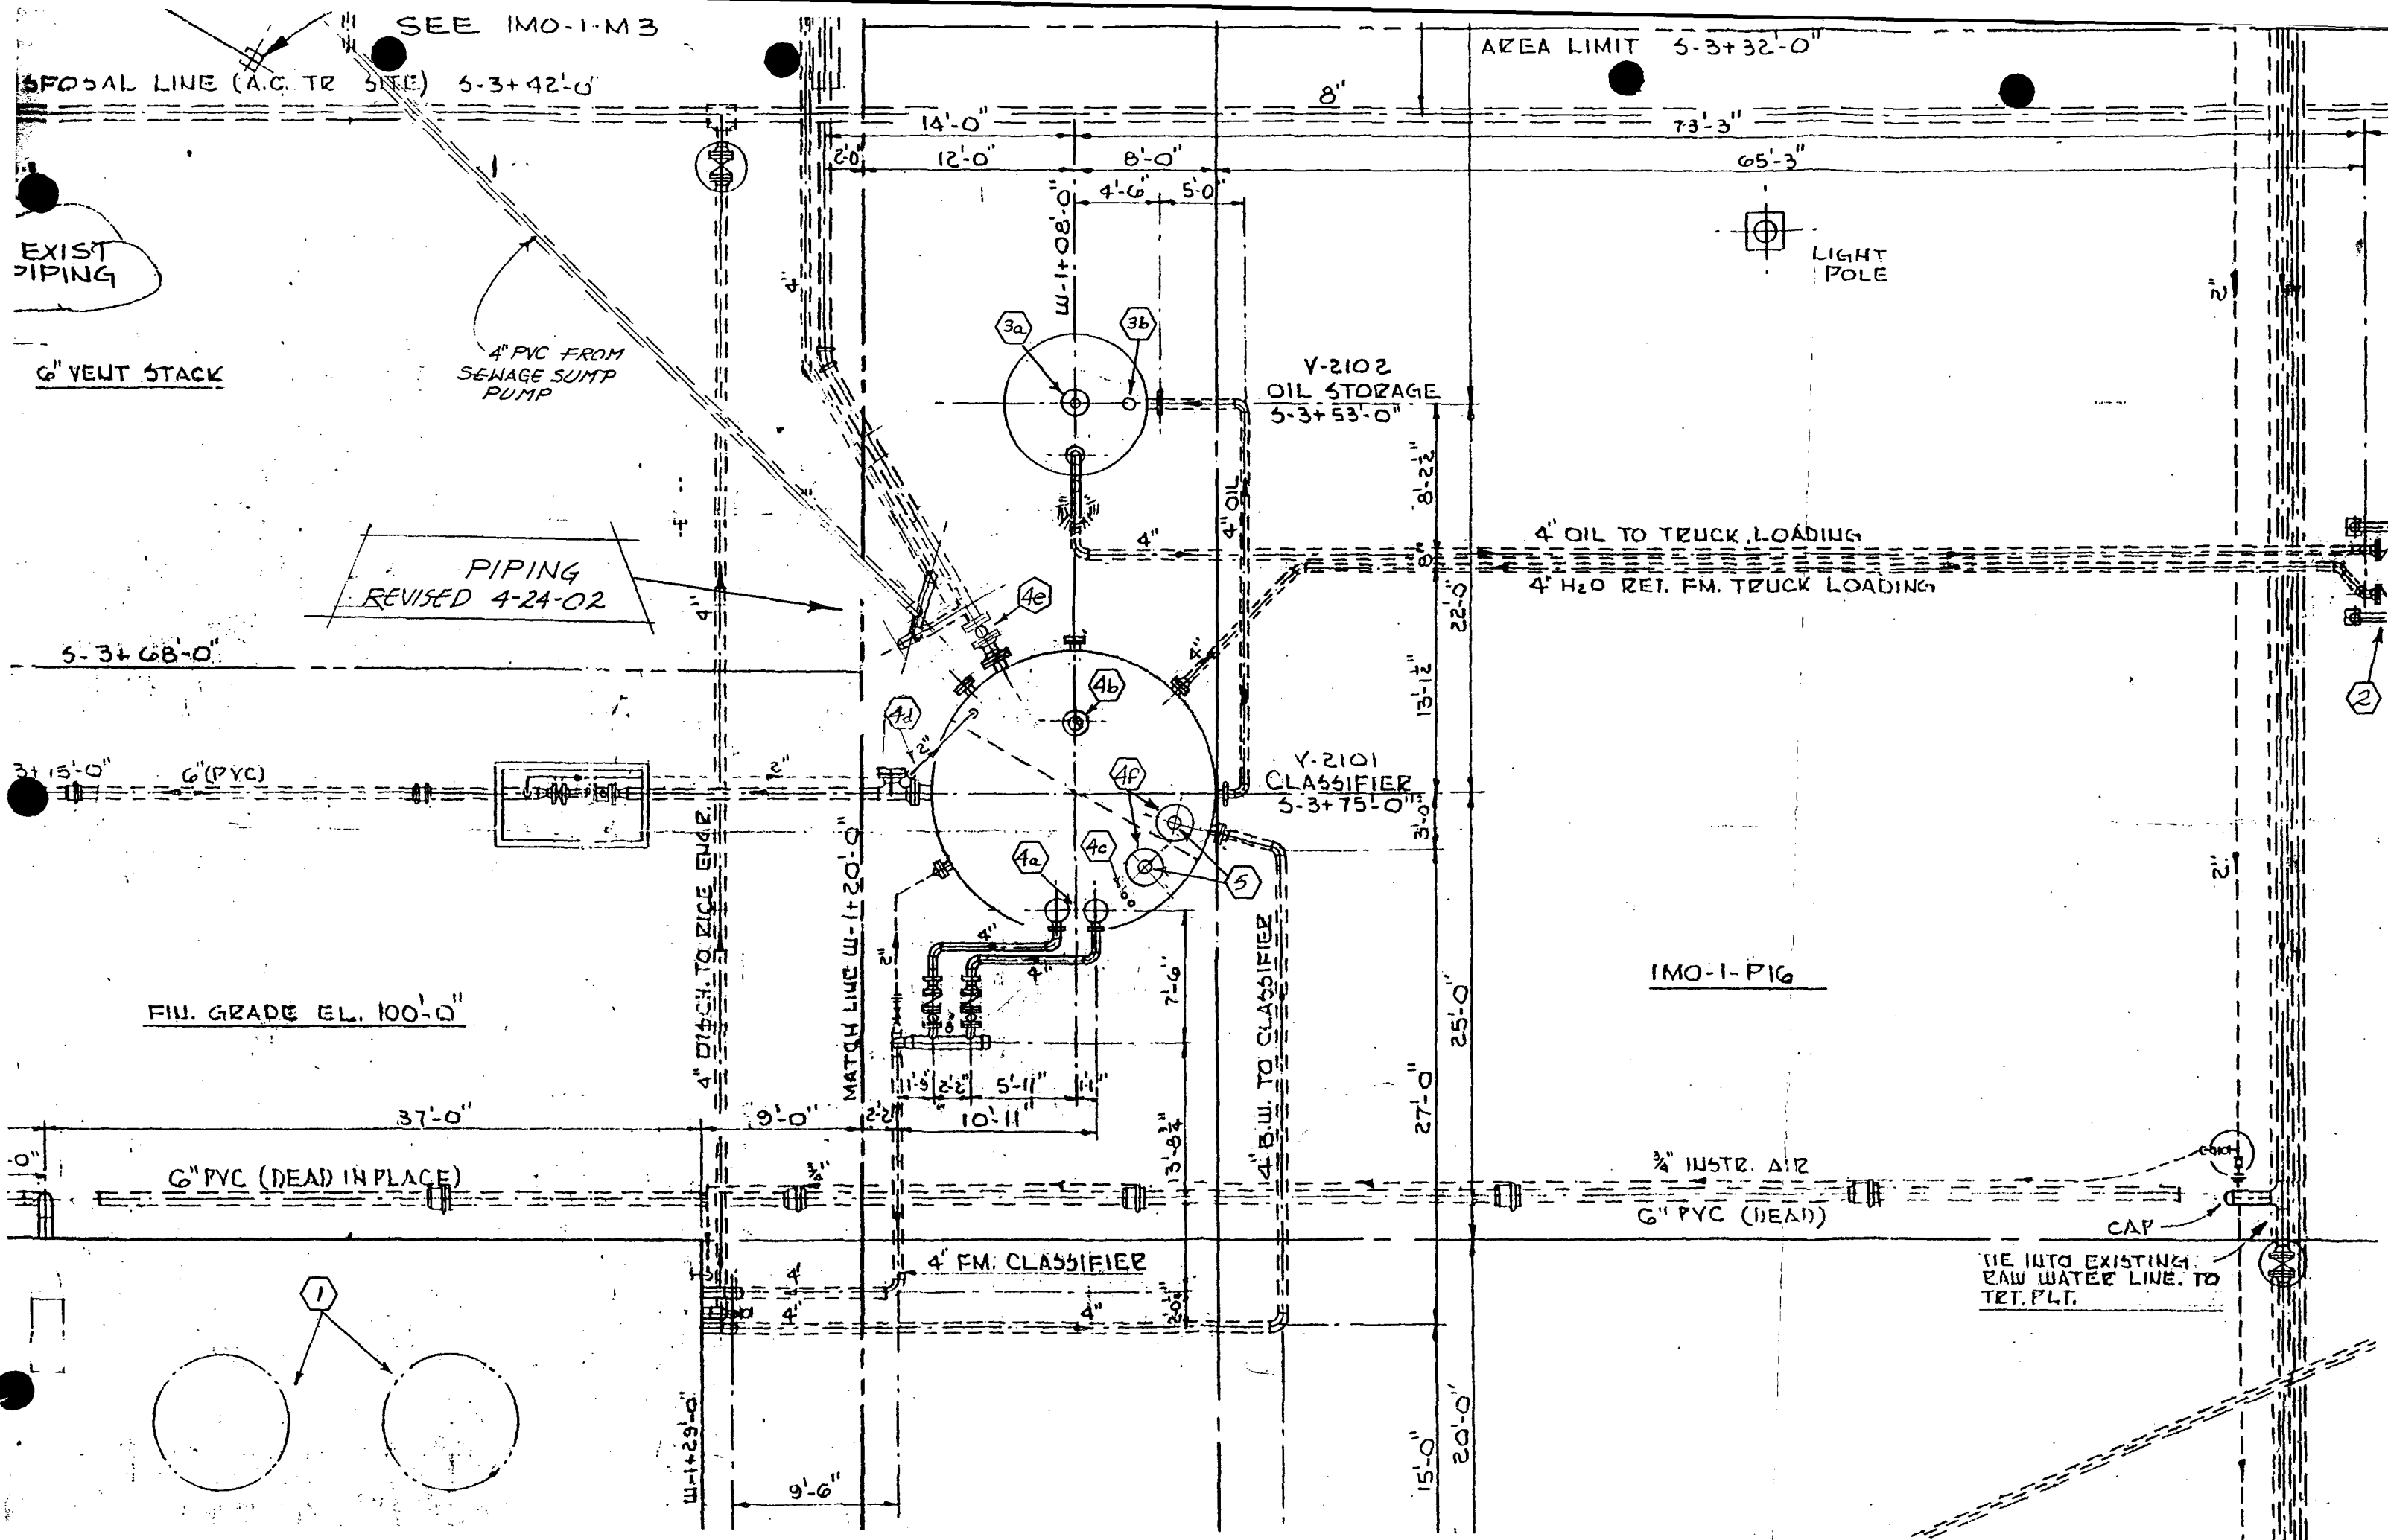 SEE IMO-1-M3
SPOSAL LINE (A.C. TR SITE) S-3+42'-0"
AREA LIMIT S-3+32'-0"
8"
14'-0"
73'-3"
2'-0"
12'-0"
8'-0"
65'-3"
4'-6"
5'-0"
W-1+08'-0"
EXIST
PIPING
LIGHT
POLE
4"
2"
3a
3b
6" VENT STACK
4" PVC FROM
SEWAGE SUMP
PUMP
V-2102
OIL STORAGE
S-3+53'-0"
8'-2½"
4" OIL
4"
8"
4" OIL TO TRUCK LOADING
4" H2O RET. FM. TRUCK LOADING
PIPING
REVISED 4-24-02
4"
4e
22'-0"
S-3+68'-0"
4"
4b
13'-1½"
2
4d
2"
3+15'-0"
6"(PVC)
2"
V-2101
CLASSIFIER
S-3+75'-0"
4f
3'-0"
4a
4c
5
2"
4" DISCH. TO RICE ENGR.
MATCH LINE W-1+20'-0"
2"
4"
4"
7'-6"
4" B.W. TO CLASSIFIER
25'-0"
IMO-1-P16
FIN. GRADE EL. 100'-0"
1'-9"
2'-2"
5'-11"
1'-1"
27'-0"
37'-0"
9'-0"
2'-2"
10'-11"
13'-8¾"
-0"
6" PVC (DEAD IN PLACE)
¾"
¾" INSTR. AIR
6" PVC (DEAD)
CAP
4" FM. CLASSIFIER
TIE INTO EXISTING
RAW WATER LINE. TO
TRT. PLT.
1
4"
4"
4"
W-1+29'-0"
9'-6"
15'-0"
20'-0"